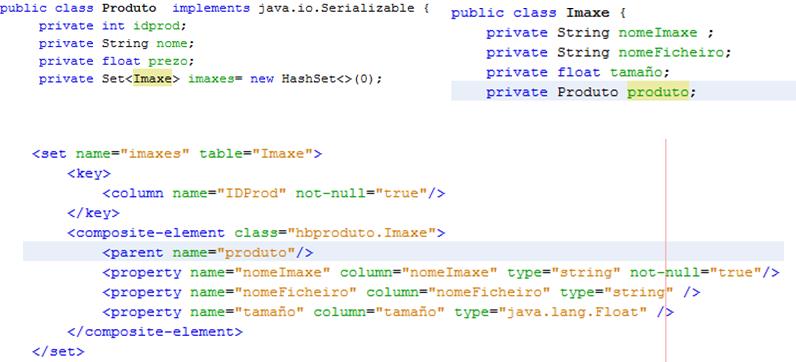 public class Produto  implements java.io.Serializable {
private int idprod;
private String nome;
private float prezo;
private Set<Imaxe> imaxes= new HashSet<>(0);
public class Imaxe {
private String nomeImaxe ;
private String nomeFicheiro;
private float tamaño;
private Produto produto;
<set name="imaxes" table="Imaxe">
<key>
<column name="IDProd" not-null="true"/>
</key>
<composite-element class="hbproduto.Imaxe">
<parent name="produto"/>
<property name="nomeImaxe" column="nomeImaxe" type="string" not-null="true"/>
<property name="nomeFicheiro" column="nomeFicheiro" type="string" />
<property name="tamaño" column="tamaño" type="java.lang.Float" />
</composite-element>
</set>